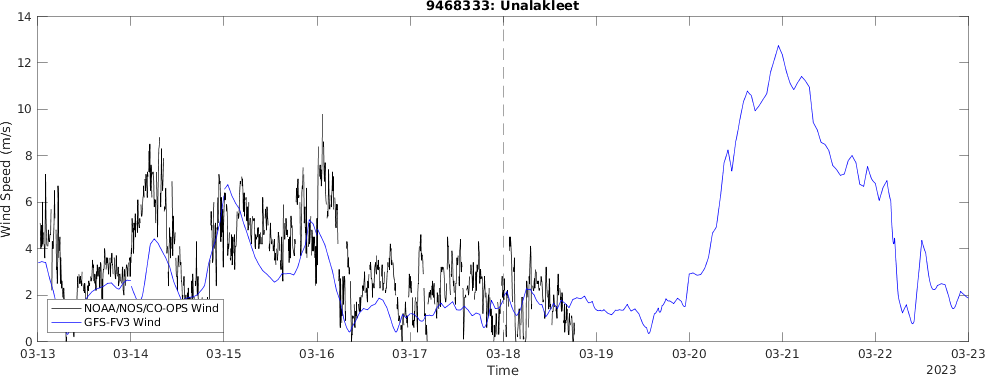 9468333: Unalakleet
Wind Speed (m/s)
14
12
10
8
6
4
2
0
NOAA/NOS/CO-OPS Wind
GFS-FV3 Wind
03-13 03-14 03-15 03-16 03-17 03-18 03-19 03-20 03-21 03-22 03-23
Time
2023